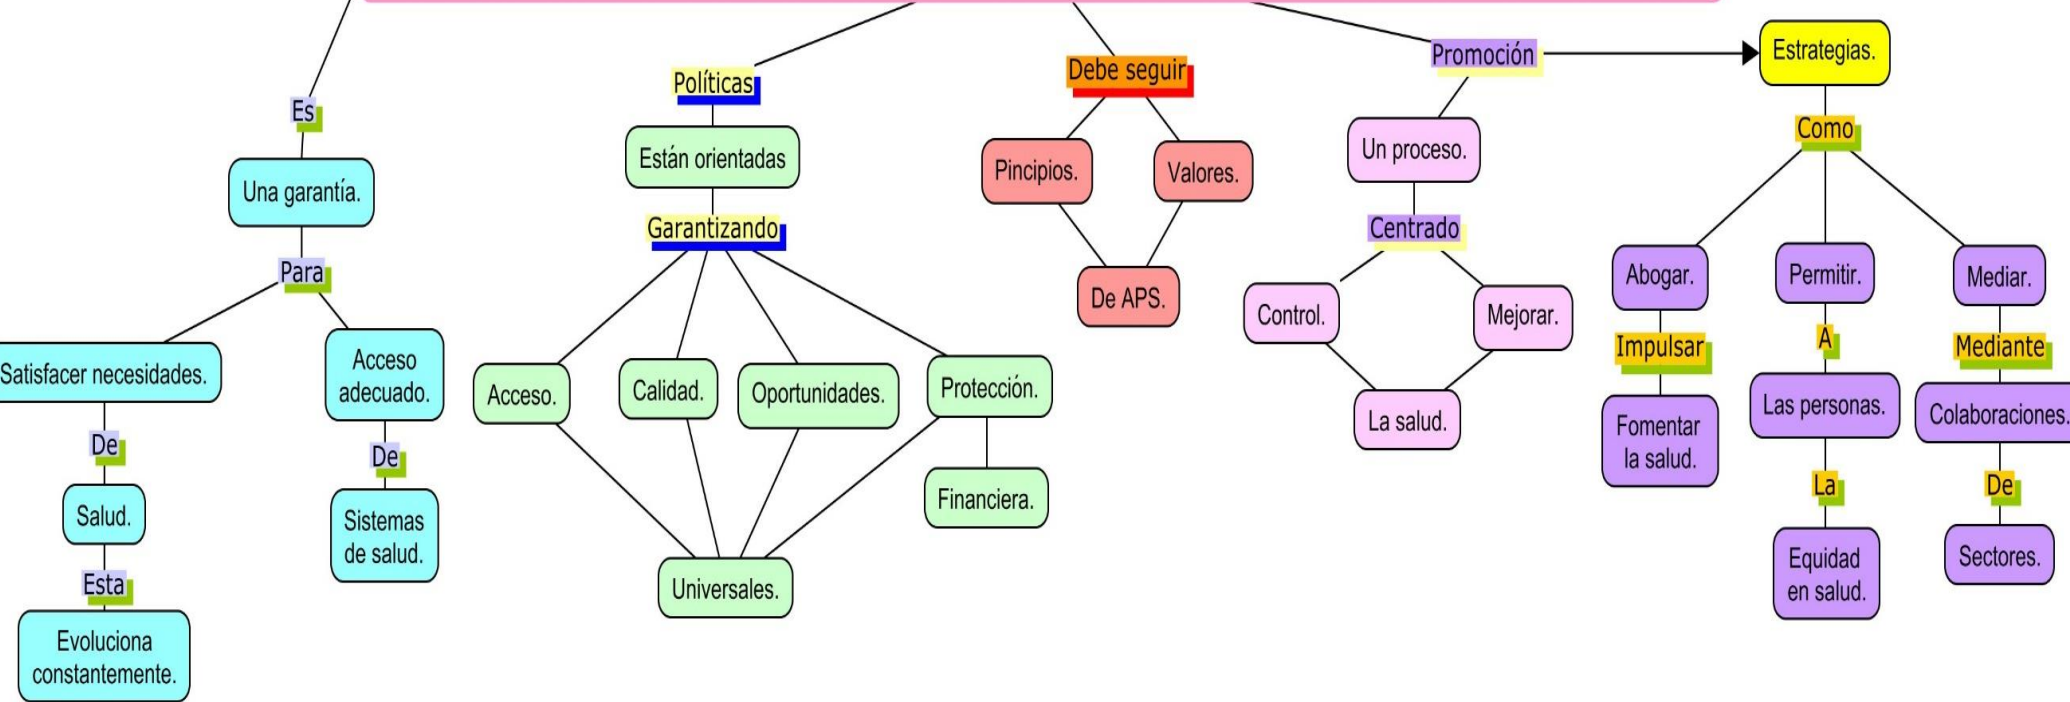 Es
Una garantía.
Para
Satisfacer necesidades.
De
Salud.
Esta
Evoluciona
constantemente.
Acceso
adecuado.
De
Sistemas
de salud.
Políticas
Están orientadas
Garantizando
Acceso.
Calidad.
Oportunidades.
Protección.
Financiera.
Universales.
Debe seguir
Pincipios.
Valores.
De APS.
Promoción
Un proceso.
Centrado
Control.
Mejorar.
La salud.
Estrategias.
Como
Abogar.
Impulsar
Fomentar
la salud.
Permitir.
A
Las personas.
La
Equidad
en salud.
Mediar.
Mediante
Colaboraciones.
De
Sectores.